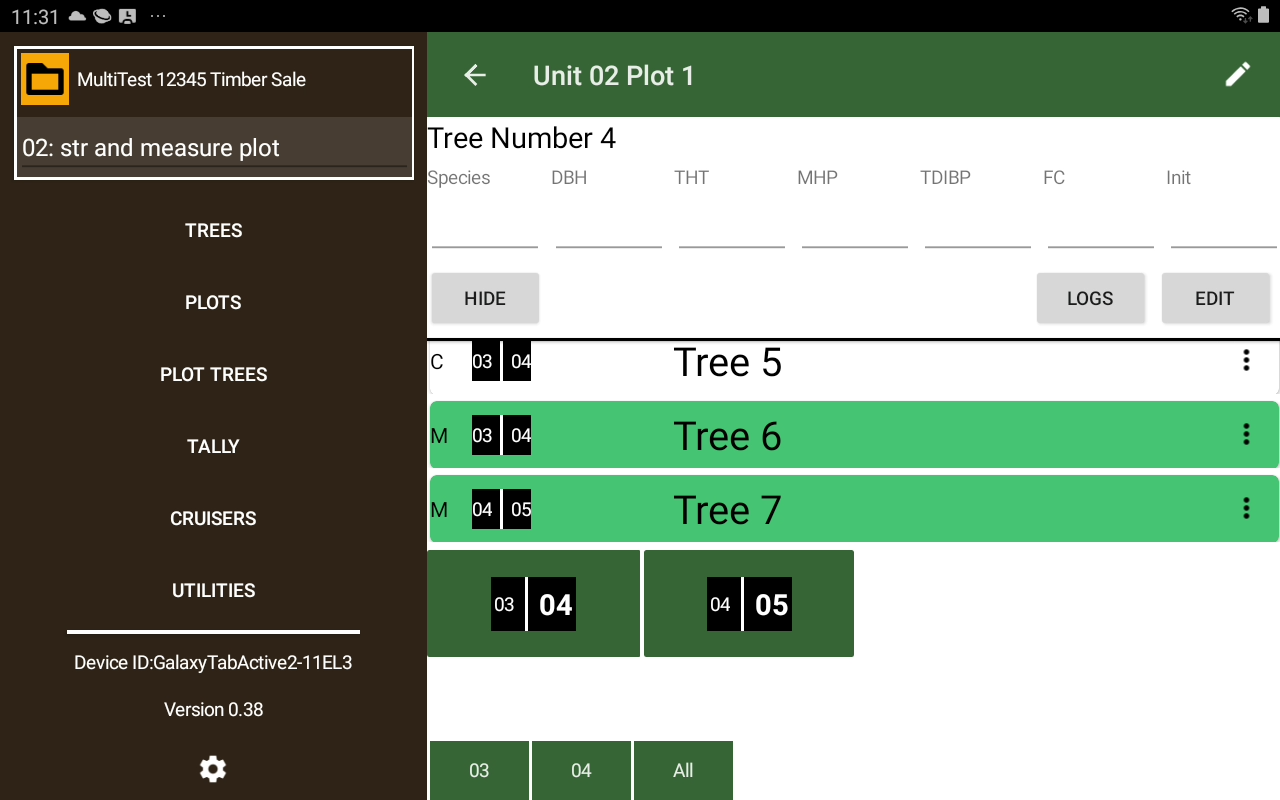 11:31
MultiTest 12345 Timber Sale
02: str and measure plot
TREES
PLOTS
PLOT TREES
TALLY
CRUISERS
UTILITIES
Device ID:GalaxyTabActive2-11EL3
Version 0.38
Unit 02 Plot 1
Tree Number 4
Species DBH THT MHP TDIBP FC Init
HIDE LOGS EDIT
C 03 04 Tree 5
M 03 04 Tree 6
M 04 05 Tree 7
03 04 04 05
03 04 All